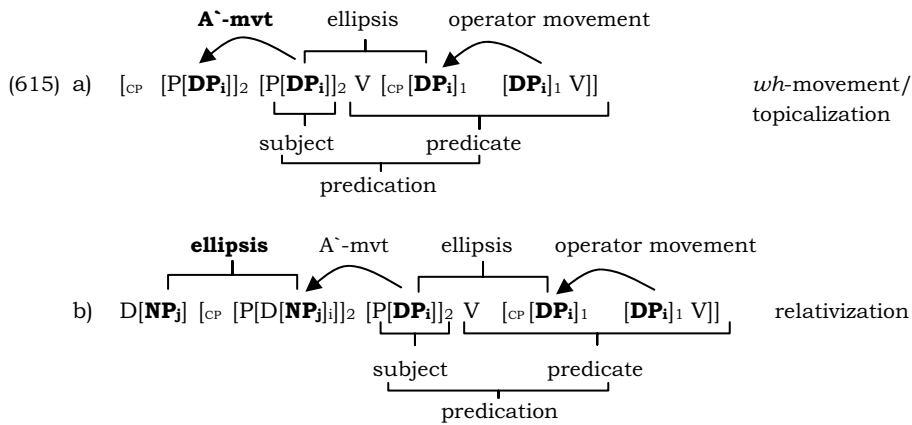 A`-mvt ellipsis operator movement
(615) a) [CP [P[DPi]]2 [P[DPi]]2 V [CP [DPi]1 [DPi]1 V]] wh-movement/
topicalization
subject predicate
predication
ellipsis A`-mvt ellipsis operator movement
b) D[NPj] [CP [P[D[NPj]i]]2 [P[DPi]]2 V [CP [DPi]1 [DPi]1 V]] relativization
subject predicate
predication